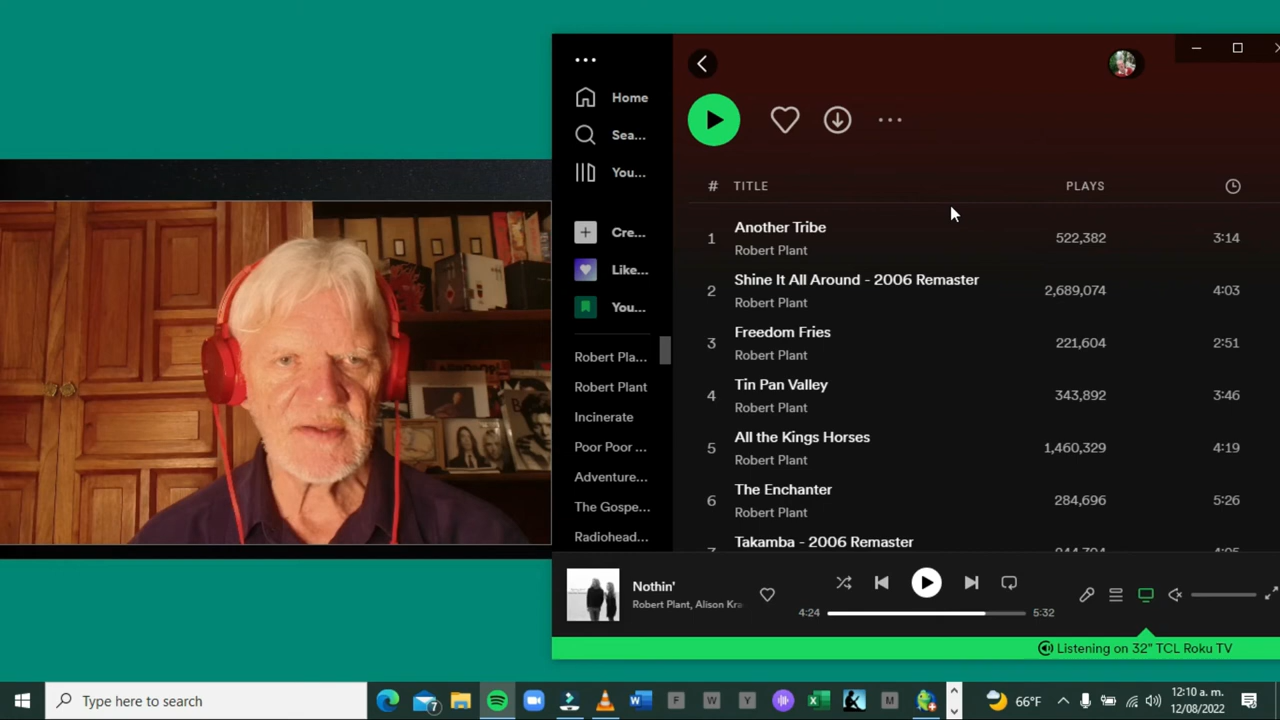 Home
Sea...
You...
Cre...
Like...
You...
Robert Pla...
Robert Plant
Incinerate
Poor Poor ...
Adventure...
The Gospe...
Radiohead...
# TITLE PLAYS
1 Another Tribe 522,382 3:14
Robert Plant
2 Shine It All Around - 2006 Remaster 2,689,074 4:03
Robert Plant
3 Freedom Fries 221,604 2:51
Robert Plant
4 Tin Pan Valley 343,892 3:46
Robert Plant
5 All the Kings Horses 1,460,329 4:19
Robert Plant
6 The Enchanter 284,696 5:26
Robert Plant
Takamba - 2006 Remaster
Nothin'
Robert Plant, Alison Kra
4:24 5:32
Listening on 32" TCL Roku TV
Type here to search
7
W
F
W
Y
M
66°F
12:10 a. m.
12/08/2022